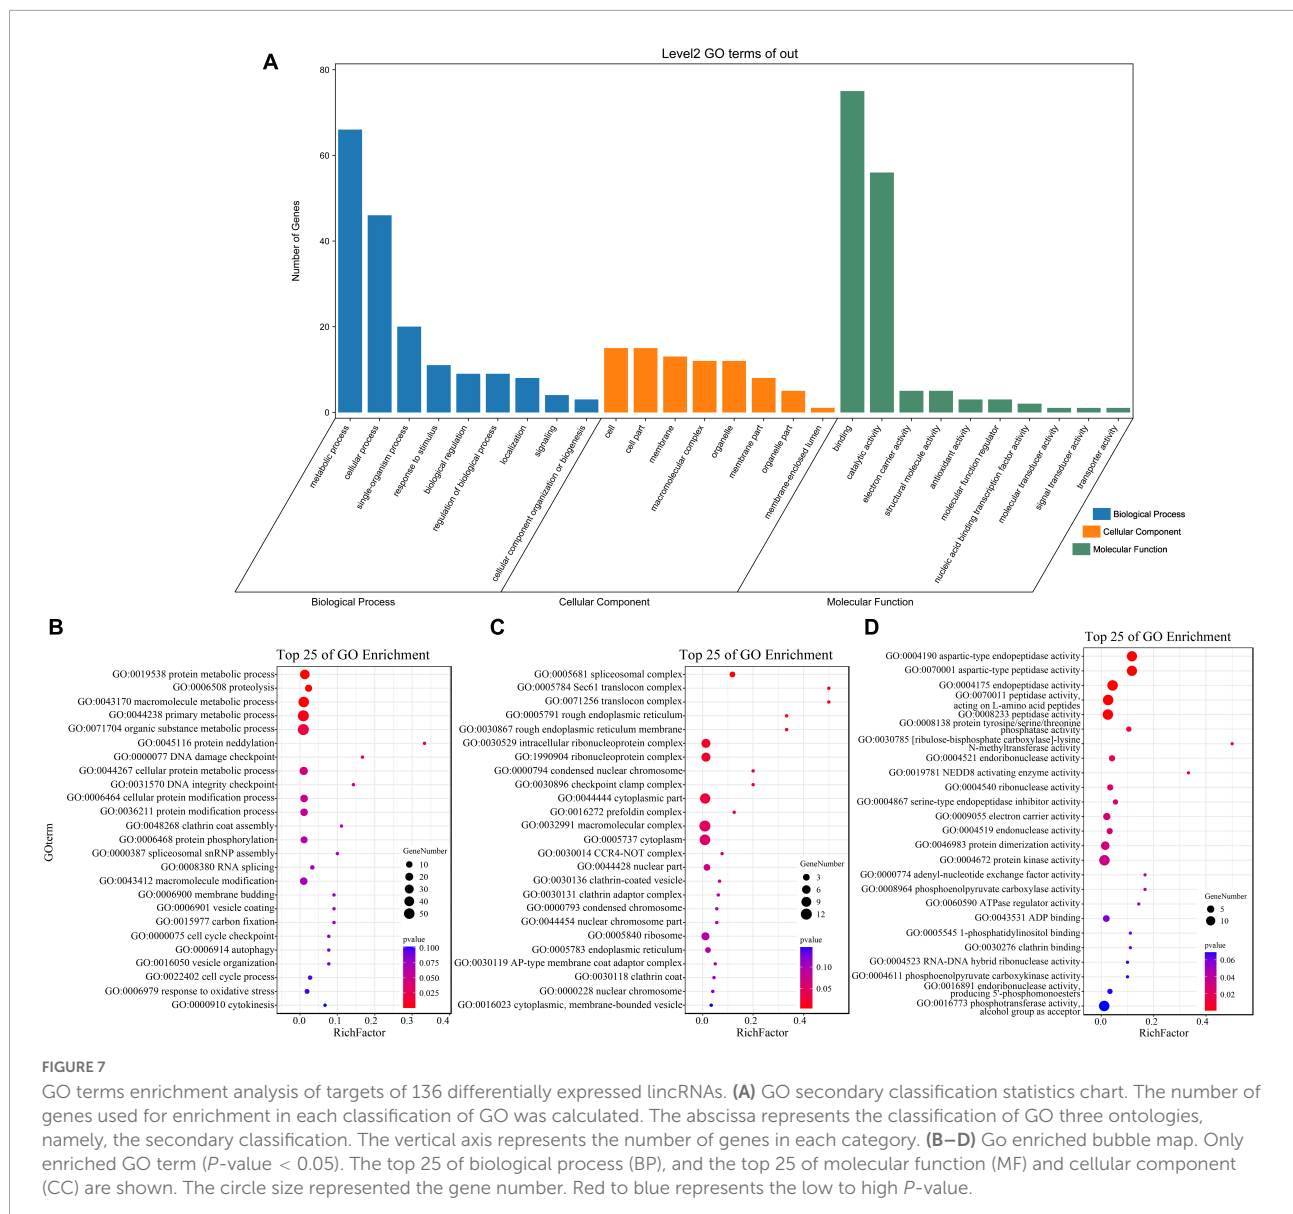 A
Level2 GO terms of out
Number of Genes
80
60
40
20
0
metabolic process
cellular process
single-organism process
response to stimulus
biological regulation
regulation of biological process
localization
signaling
cellular component organization or biogenesis
cell
cell part
membrane
macromolecular complex
organelle
membrane part
organelle part
membrane-enclosed lumen
binding
catalytic activity
electron carrier activity
structural molecule activity
antioxidant activity
molecular function regulator
nucleic acid binding transcription factor activity
molecular transducer activity
signal transducer activity
transporter activity
Biological Process
Cellular Component
Molecular Function
Biological Process
Cellular Component
Molecular Function
B
Top 25 of GO Enrichment
GOterm
GO:0019538 protein metabolic process
GO:0006508 proteolysis
GO:0043170 macromolecule metabolic process
GO:0044238 primary metabolic process
GO:0071704 organic substance metabolic process
GO:0045116 protein neddylation
GO:0000077 DNA damage checkpoint
GO:0044267 cellular protein metabolic process
GO:0031570 DNA integrity checkpoint
GO:0006464 cellular protein modification process
GO:0036211 protein modification process
GO:0048268 clathrin coat assembly
GO:0006468 protein phosphorylation
GO:0000387 spliceosomal snRNP assembly
GO:0008380 RNA splicing
GO:0043412 macromolecule modification
GO:0006900 membrane budding
GO:0006901 vesicle coating
GO:0015977 carbon fixation
GO:0000075 cell cycle checkpoint
GO:0006914 autophagy
GO:0016050 vesicle organization
GO:0022402 cell cycle process
GO:0006979 response to oxidative stress
GO:0000910 cytokinesis
GeneNumber
10
20
30
40
50
pvalue
0.100
0.075
0.050
0.025
0.0
0.1
0.2
0.3
0.4
RichFactor
C
Top 25 of GO Enrichment
GO:0005681 spliceosomal complex
GO:0005784 Sec61 translocon complex
GO:0071256 translocon complex
GO:0005791 rough endoplasmic reticulum
GO:0030867 rough endoplasmic reticulum membrane
GO:0030529 intracellular ribonucleoprotein complex
GO:1990904 ribonucleoprotein complex
GO:0000794 condensed nuclear chromosome
GO:0030896 checkpoint clamp complex
GO:0044444 cytoplasmic part
GO:0016272 prefoldin complex
GO:0032991 macromolecular complex
GO:0005737 cytoplasm
GO:0030014 CCR4-NOT complex
GO:0044428 nuclear part
GO:0030136 clathrin-coated vesicle
GO:0030131 clathrin adaptor complex
GO:0000793 condensed chromosome
GO:0044454 nuclear chromosome part
GO:0005840 ribosome
GO:0005783 endoplasmic reticulum
GO:0030119 AP-type membrane coat adaptor complex
GO:0030118 clathrin coat
GO:0000228 nuclear chromosome
GO:0016023 cytoplasmic, membrane-bounded vesicle
GeneNumber
3
6
9
12
pvalue
0.10
0.05
0.0
0.2
0.4
RichFactor
D
Top 25 of GO Enrichment
GO:0004190 aspartic-type endopeptidase activity
GO:0070001 aspartic-type peptidase activity
GO:0004175 endopeptidase activity
GO:0070011 peptidase activity,
acting on L-amino acid peptides
GO:0008233 peptidase activity
GO:0008138 protein tyrosine/serine/threonine
phosphatase activity
GO:0030785 [ribulose-bisphosphate carboxylase]-lysine
N-methyltransferase activity
GO:0004521 endoribonuclease activity
GO:0019781 NEDD8 activating enzyme activity
GO:0004540 ribonuclease activity
GO:0004867 serine-type endopeptidase inhibitor activity
GO:0009055 electron carrier activity
GO:0004519 endonuclease activity
GO:0046983 protein dimerization activity
GO:0004672 protein kinase activity
GO:0000774 adenyl-nucleotide exchange factor activity
GO:0008964 phosphoenolpyruvate carboxylase activity
GO:0060590 ATPase regulator activity
GO:0043531 ADP binding
GO:0005545 1-phosphatidylinositol binding
GO:0030276 clathrin binding
GO:0004523 RNA-DNA hybrid ribonuclease activity
GO:0004611 phosphoenolpyruvate carboxykinase activity
GO:0016891 endoribonuclease activity,
producing 5'-phosphomonoesters
GO:0016773 phosphotransferase activity,
alcohol group as acceptor
GeneNumber
5
10
pvalue
0.06
0.04
0.02
0.0
0.2
0.4
RichFactor
FIGURE 7
GO terms enrichment analysis of targets of 136 differentially expressed lincRNAs. (A) GO secondary classification statistics chart. The number of
genes used for enrichment in each classification of GO was calculated. The abscissa represents the classification of GO three ontologies,
namely, the secondary classification. The vertical axis represents the number of genes in each category. (B–D) Go enriched bubble map. Only
enriched GO term (P-value < 0.05). The top 25 of biological process (BP), and the top 25 of molecular function (MF) and cellular component
(CC) are shown. The circle size represented the gene number. Red to blue represents the low to high P-value.